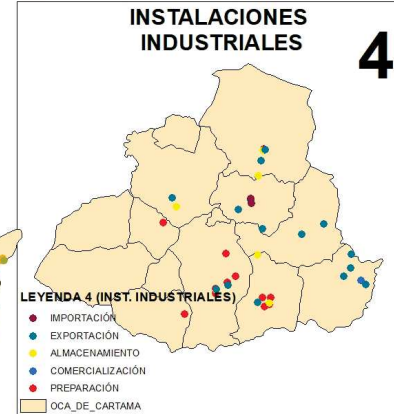 INSTALACIONES
INDUSTRIALES
4
LEYENDA 4 (INST. INDUSTRIALES)
IMPORTACIÓN
EXPORTACIÓN
ALMACENAMIENTO
COMERCIALIZACIÓN
PREPARACIÓN
OCA_DE_CARTAMA